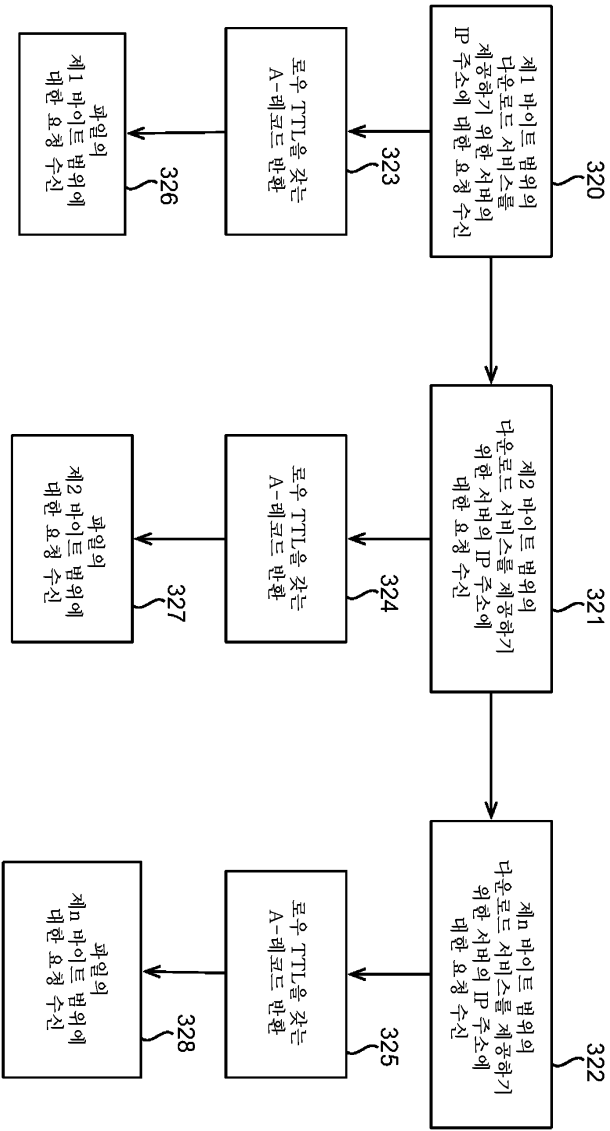 320
제1 바이트 범위의
다운로드 서비스를
제공하기 위한 서버의
IP 주소에 대한 요청 수신
321
제2 바이트 범위의
다운로드 서비스를 제공하기
위한 서버의 IP 주소에
대한 요청 수신
322
제n 바이트 범위의
다운로드 서비스를 제공하기
위한 서버의 IP 주소에
대한 요청 수신
323
로우 TTL을 갖는
A-레코드 반환
324
로우 TTL을 갖는
A-레코드 반환
325
로우 TTL을 갖는
A-레코드 반환
326
파일의
제1 바이트 범위에
대한 요청 수신
327
파일의
제2 바이트 범위에
대한 요청 수신
328
파일의
제n 바이트 범위에
대한 요청 수신